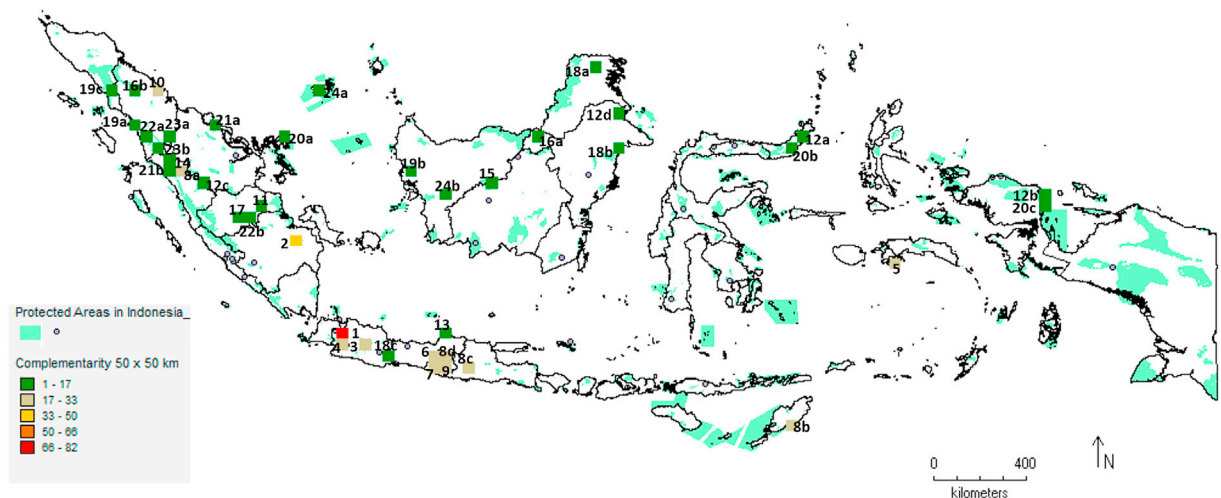 18a
19c
16b
10
24a
12d
19a
22a
23a
21a
20a
16a
12a
23b
18b
20b
14
21b
8a
19b
15
12c
24b
12b
17
11
20c
22b
2
5
Protected Areas in Indonesia_
1
13
4
3
18c
6
8d
8c
7
9
Complementarity 50 x 50 km
1 - 17
17 - 33
33 - 50
50 - 66
66 - 82
8b
N
0 400
kilometers